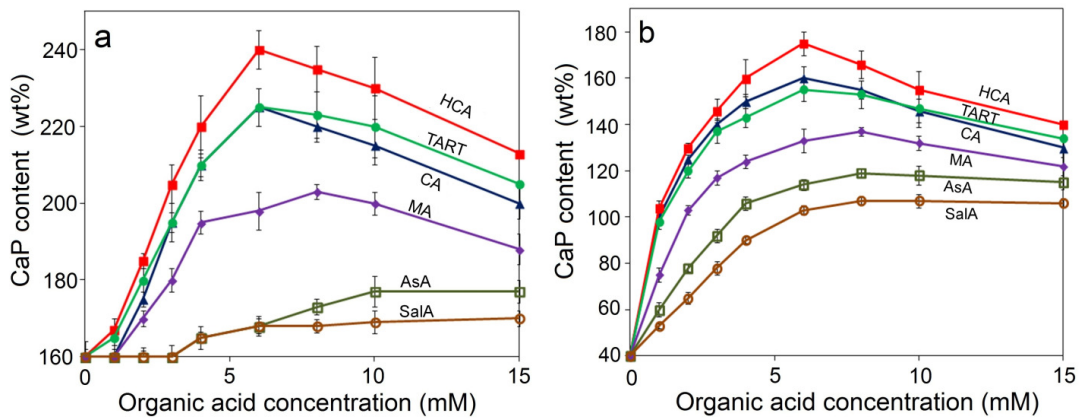 a
CaP content (wt%)
240
220
200
180
160
0
5
10
15
Organic acid concentration (mM)
HCA
TART
CA
MA
AsA
SalA
b
CaP content (wt%)
180
160
140
120
100
80
60
40
0
5
10
15
Organic acid concentration (mM)
HCA
TART
CA
MA
AsA
SalA